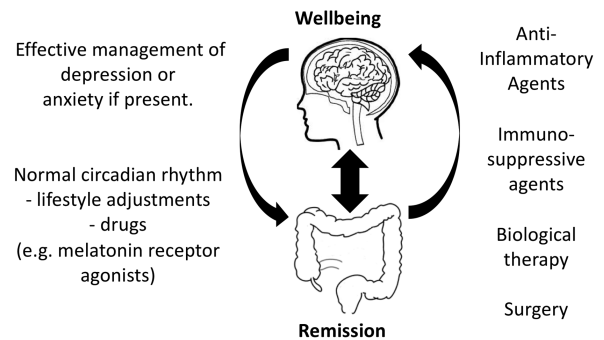 Wellbeing
Effective management of
depression or
anxiety if present.
Normal circadian rhythm
- lifestyle adjustments
- drugs
(e.g. melatonin receptor
agonists)
Anti-
Inflammatory
Agents
Immuno-
suppressive
agents
Biological
therapy
Surgery
Remission